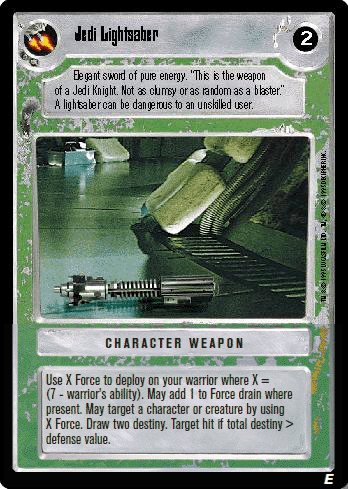 Jedi Lightsaber
2
Elegant sword of pure energy. "This is the weapon
of a Jedi Knight. Not as clumsy or as random as a blaster."
A lightsaber can be dangerous to an unskilled user.
CHARACTER WEAPON
Use X Force to deploy on your warrior where X =
(7 - warrior's ability). May add 1 to Force drain where
present. May target a character or creature by using
X Force. Draw two destiny. Target hit if total destiny >
defense value.
E